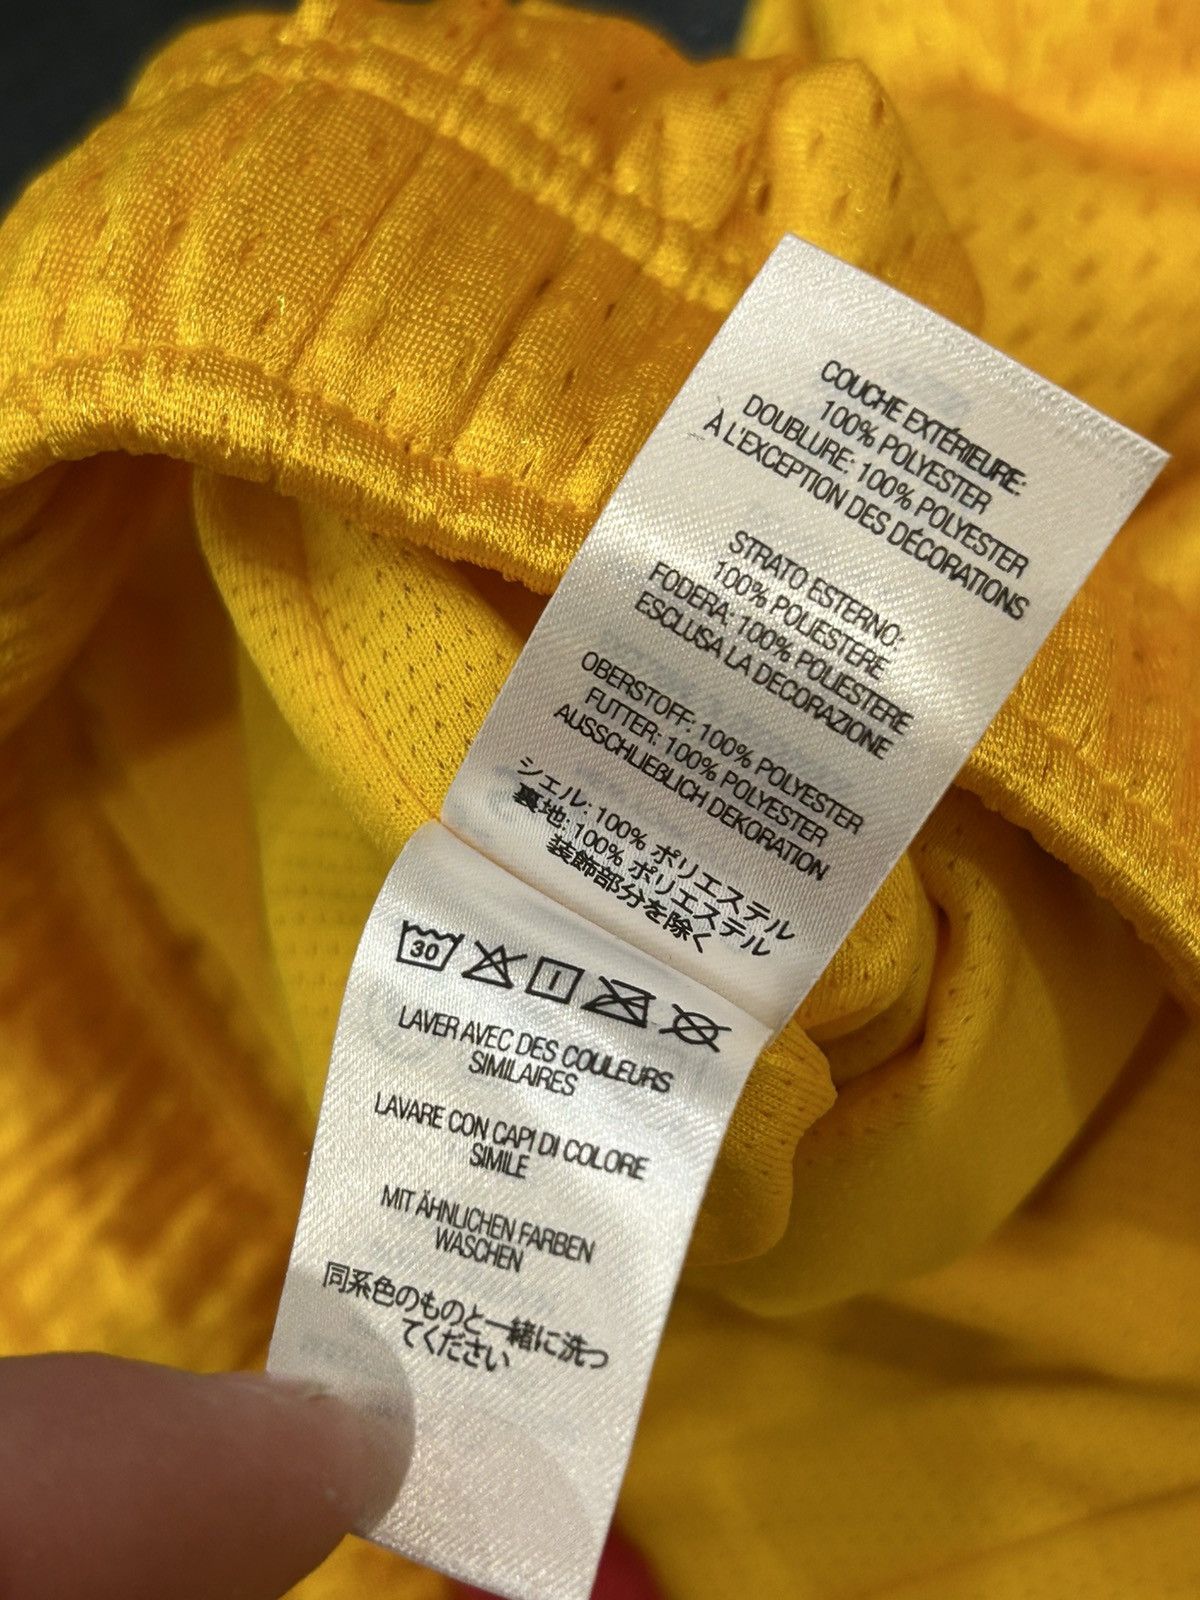 COUCHE EXTÉRIEURE:
100% POLYESTER
DOUBLURE: 100% POLYESTER
À L'EXCEPTION DES DÉCORATIONS
STRATO ESTERNO:
100% POLIESTERE
FODERA: 100% POLIESTERE
ESCLUSA LA DECORAZIONE
OBERSTOFF: 100% POLYESTER
FUTTER: 100% POLYESTER
AUSSCHLIEBLICH DEKORATION
シェル: 100% ポリエステル
裏地: 100% ポリエステル
装飾部分を除く
30
LAVER AVEC DES COULEURS
SIMILAIRES
LAVARE CON CAPI DI COLORE
SIMILE
MIT ÄHNLICHEN FARBEN
WASCHEN
同系色のものと一緒に洗っ
てください